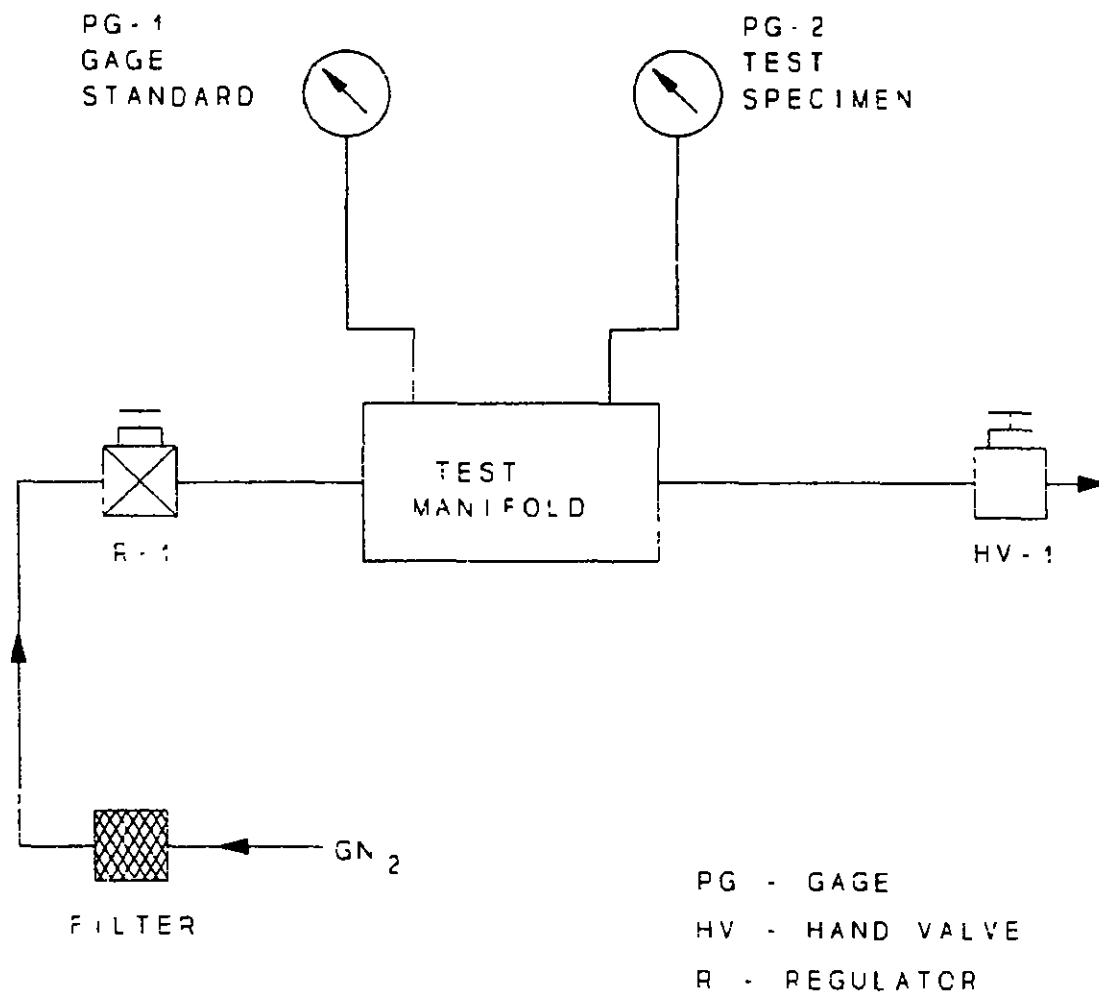 PG-1
GAGE
STANDARD
PG-2
TEST
SPECIMEN
TEST
MANIFOLD
R-1
HV-1
GN2
FILTER
PG - GAGE
HV - HAND VALVE
R - REGULATOR